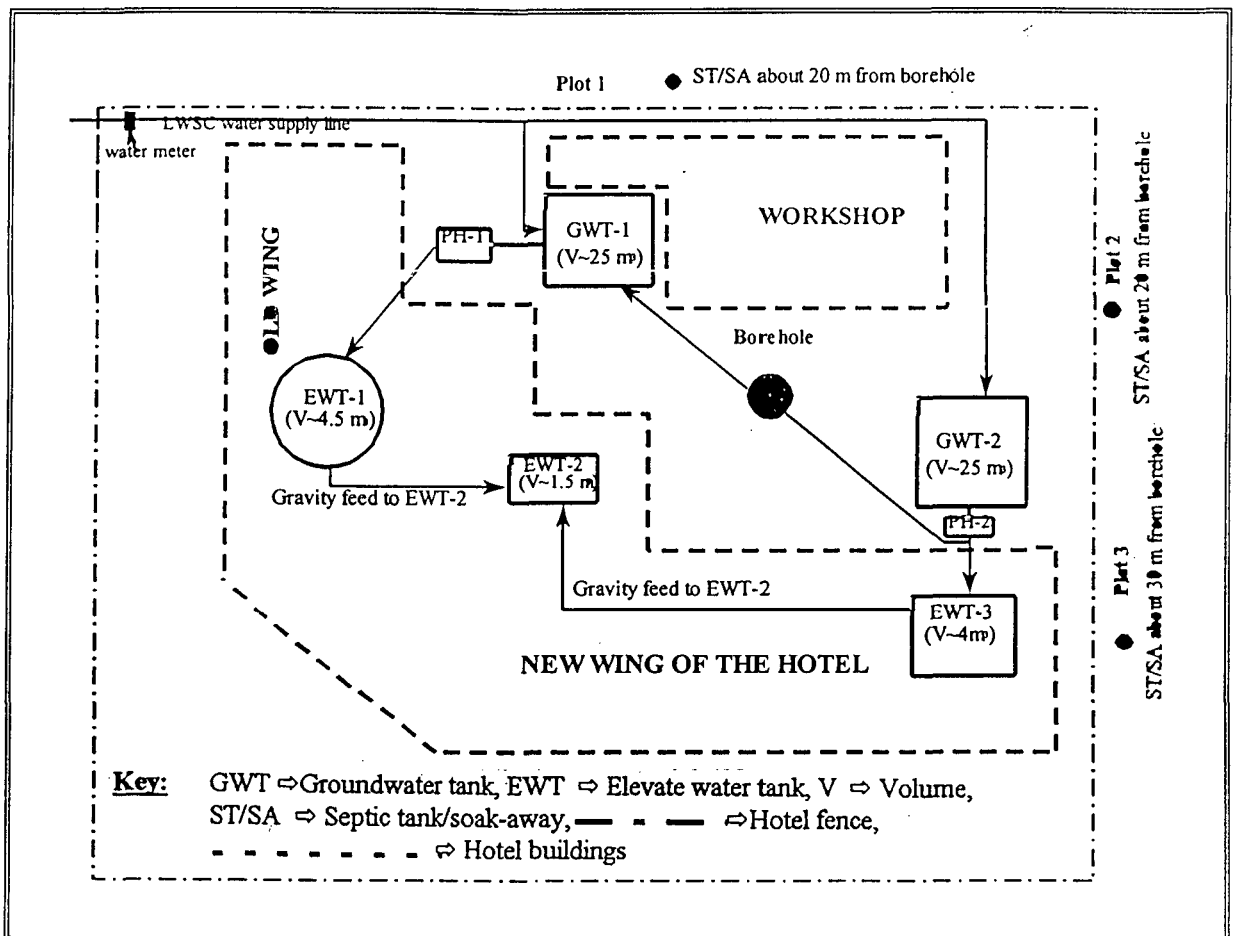 Plot 1
ST/SA about 20 m from borehole
LWSC water supply line
water meter
WORKSHOP
GWT-1
(V~25 m³)
PH-1
WING
Borehole
Plot 2
ST/SA about 20 m from borehole
EWT-1
(V~4.5 m)
GWT-2
(V~25 m³)
EWT-2
(V~1.5 m)
Gravity feed to EWT-2
PH-2
Plot 3
ST/SA about 30 m from borehole
Gravity feed to EWT-2
EWT-3
(V~4m³)
NEW WING OF THE HOTEL
Key: GWT ⇨Groundwater tank, EWT ⇨ Elevate water tank, V ⇨ Volume,
ST/SA ⇨ Septic tank/soak-away, ⇨Hotel fence,
⇨ Hotel buildings